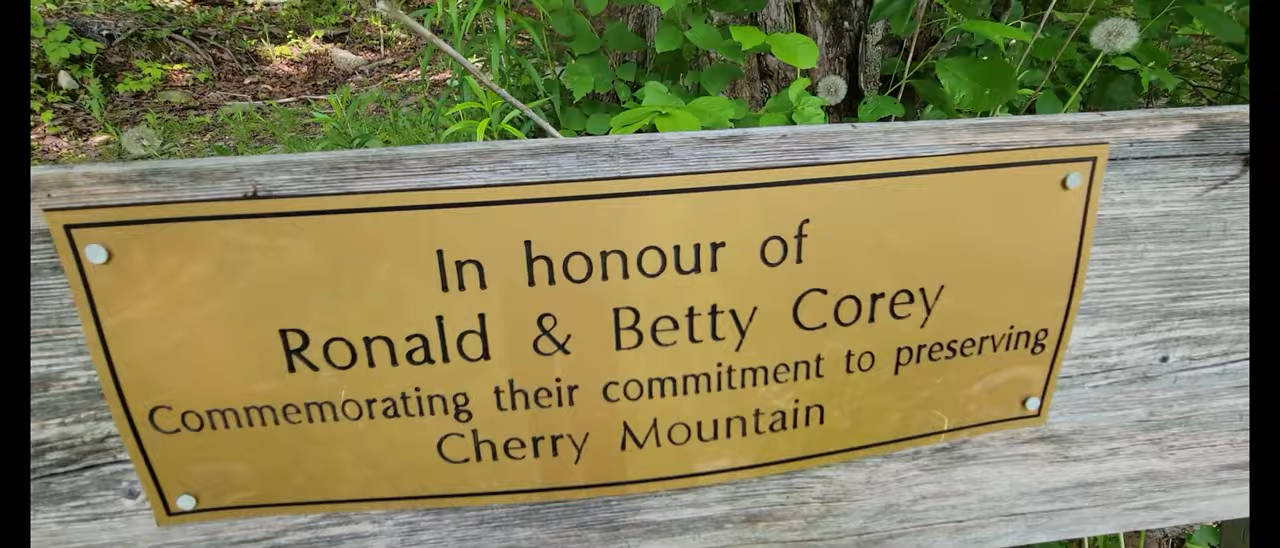 In honour of
Ronald & Betty Corey
Commemorating their commitment to preserving
Cherry Mountain